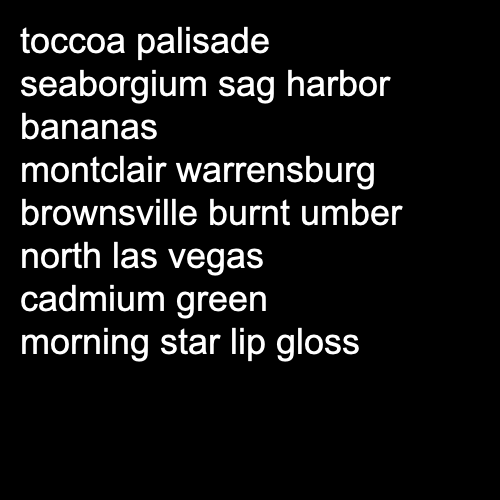 toccoa palisade
seaborgium sag harbor
bananas
montclair warrensburg
brownsville burnt umber
north las vegas
cadmium green
morning star lip gloss